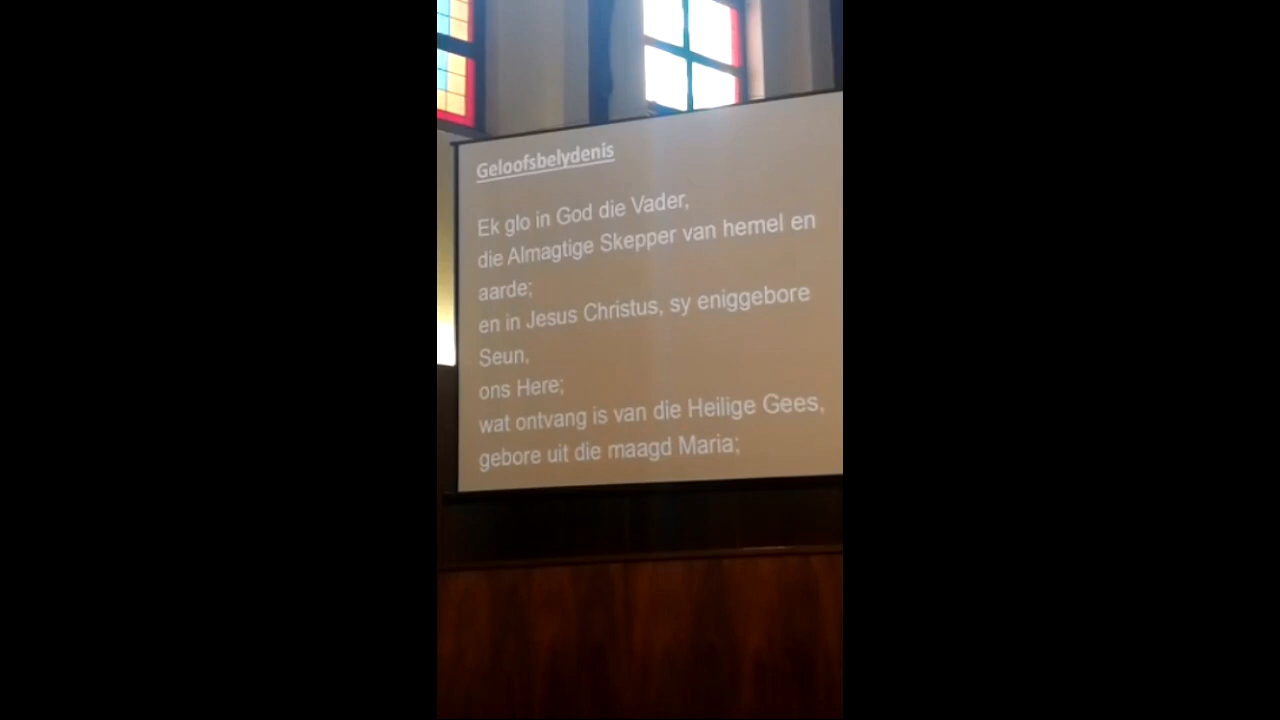 Geloofsbelydenis
Ek glo in God die Vader,
die Almagtige Skepper van hemel en
aarde;
en in Jesus Christus, sy eniggebore
Seun,
ons Here;
wat ontvang is van die Heilige Gees,
gebore uit die maagd Maria;